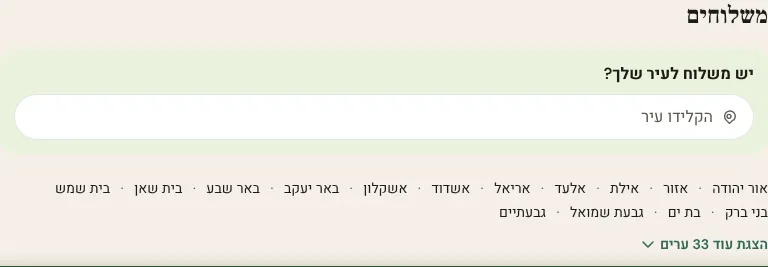 משלוחים
יש משלוח לעיר שלך?
הקלידו עיר
אור יהודה · אזור · אילת · אלעד · אריאל · אשדוד · אשקלון · באר יעקב · באר שבע · בית שאן · בית שמש
בני ברק · בת ים · גבעת שמואל · גבעתיים
הצגת עוד 33 ערים